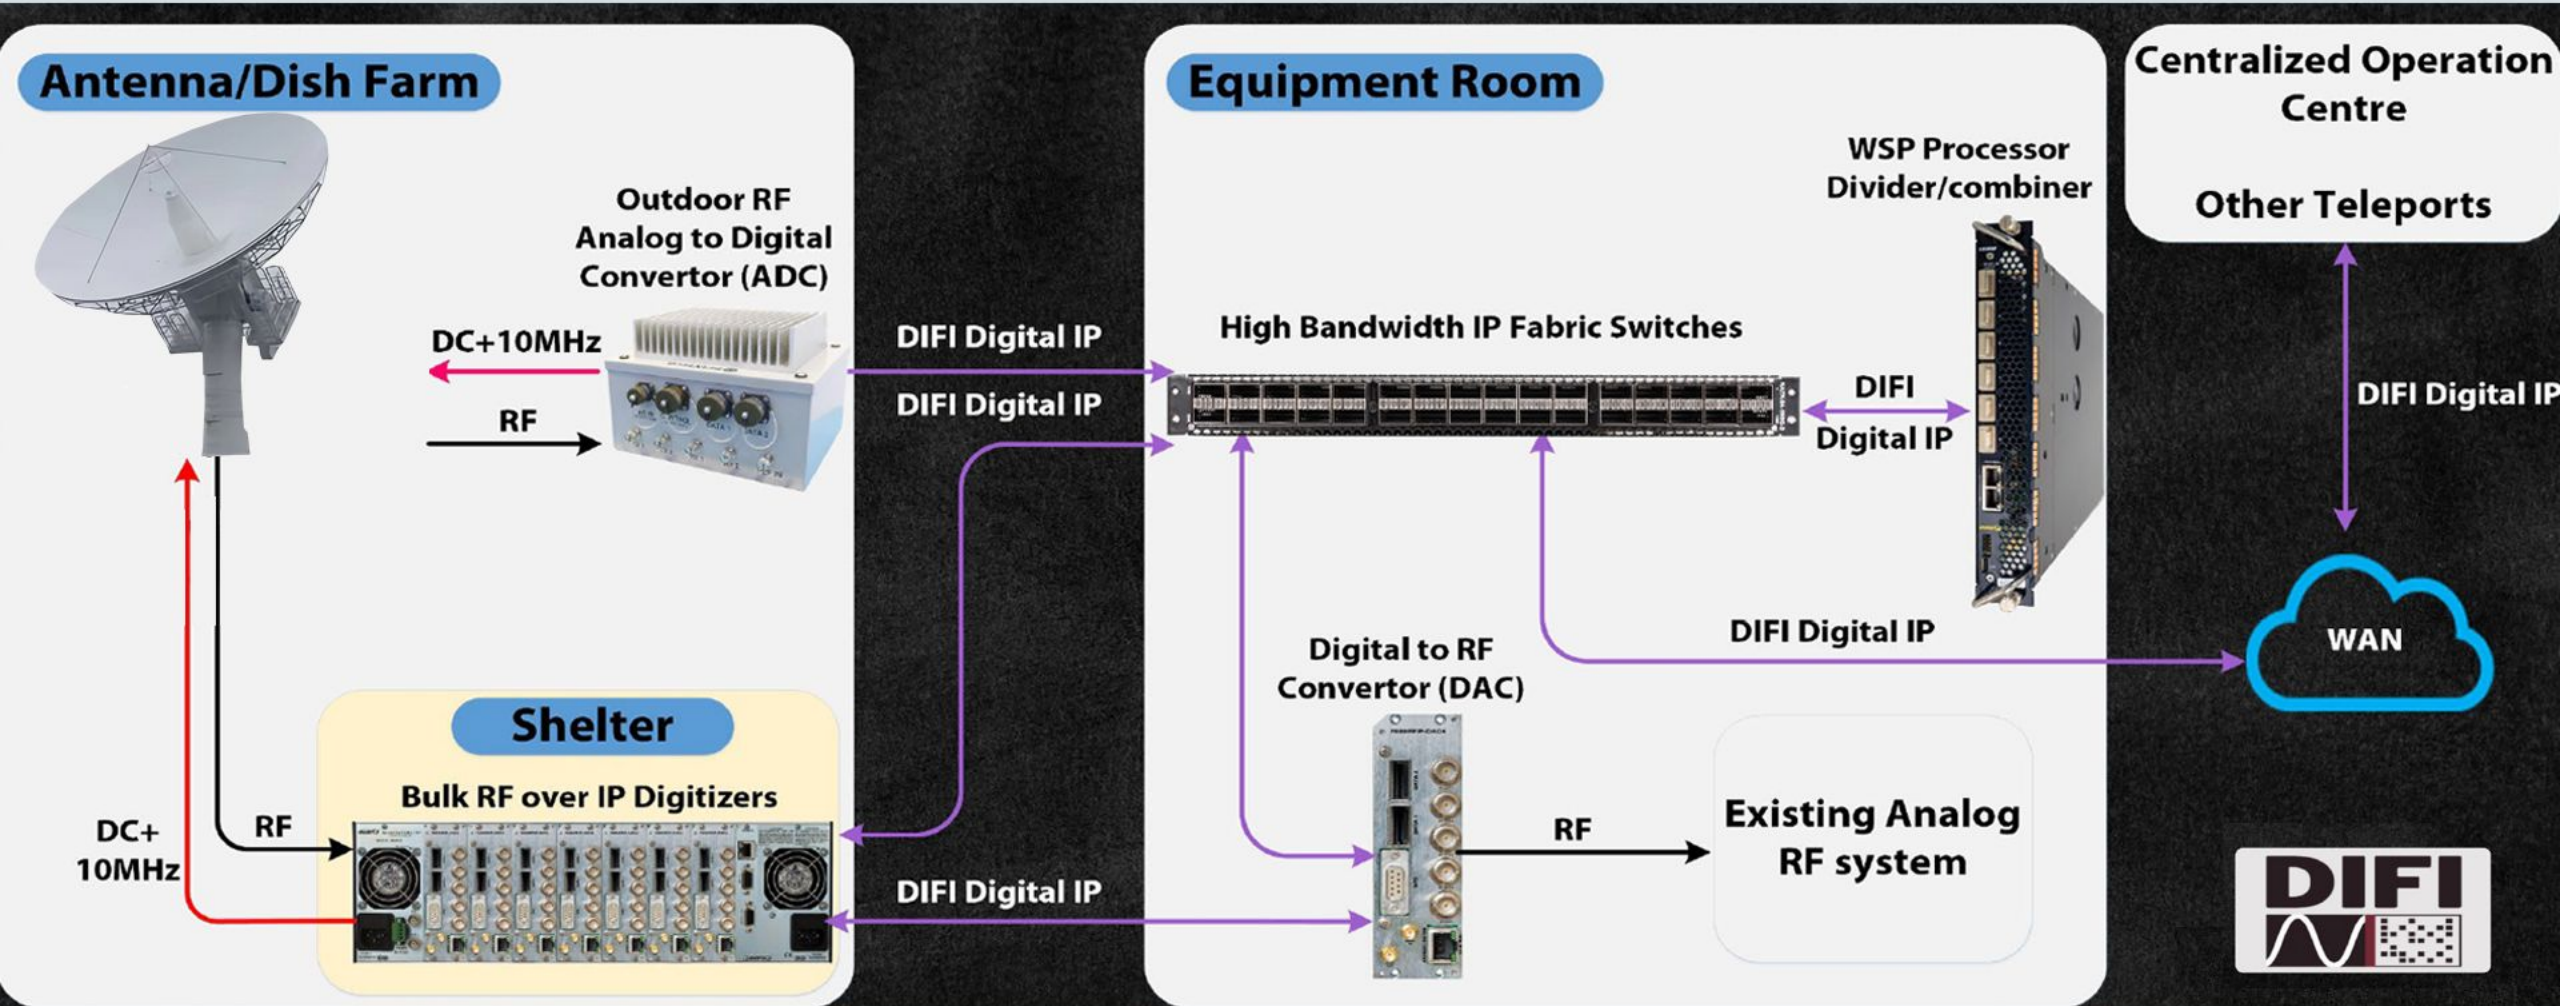 Antenna/Dish Farm
Outdoor RF
Analog to Digital
Convertor (ADC)
DC+10MHz
RF
DC+
10MHz
RF
Shelter
Bulk RF over IP Digitizers
DIFI Digital IP
DIFI Digital IP
DIFI Digital IP
Equipment Room
WSP Processor
Divider/combiner
High Bandwidth IP Fabric Switches
DIFI
Digital IP
DIFI Digital IP
Digital to RF
Convertor (DAC)
RF
Existing Analog
RF system
Centralized Operation
Centre
Other Teleports
DIFI Digital IP
WAN
DIFI